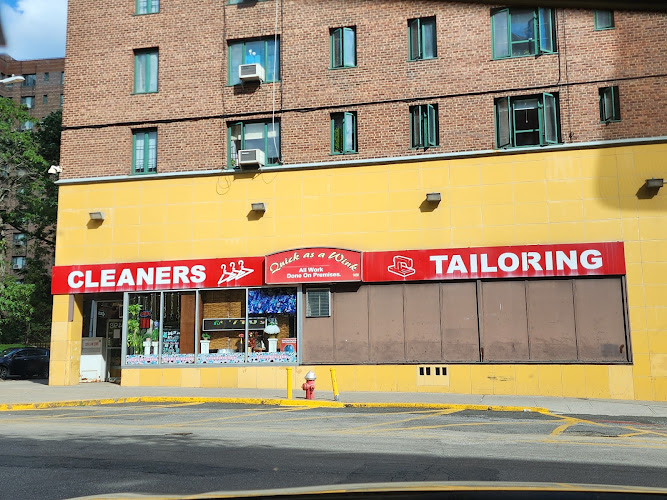 CLEANERS
Quick as a Wink
All Work
Done On Premises.
TAILORING